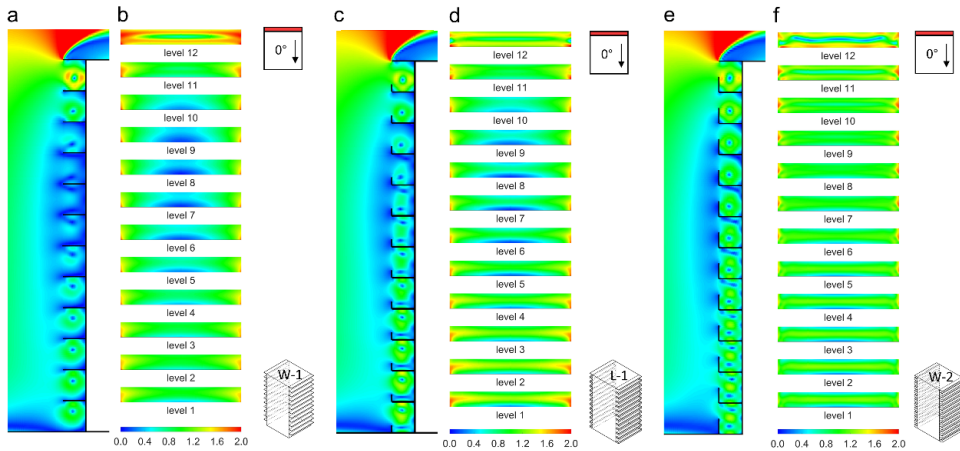 a
b
0°
level 12
level 11
level 10
level 9
level 8
level 7
level 6
level 5
level 4
level 3
level 2
level 1
W-1
0.0 0.4 0.8 1.2 1.6 2.0
c
d
0°
level 12
level 11
level 10
level 9
level 8
level 7
level 6
level 5
level 4
level 3
level 2
level 1
L-1
0.0 0.4 0.8 1.2 1.6 2.0
e
f
0°
level 12
level 11
level 10
level 9
level 8
level 7
level 6
level 5
level 4
level 3
level 2
level 1
W-2
0.0 0.4 0.8 1.2 1.6 2.0